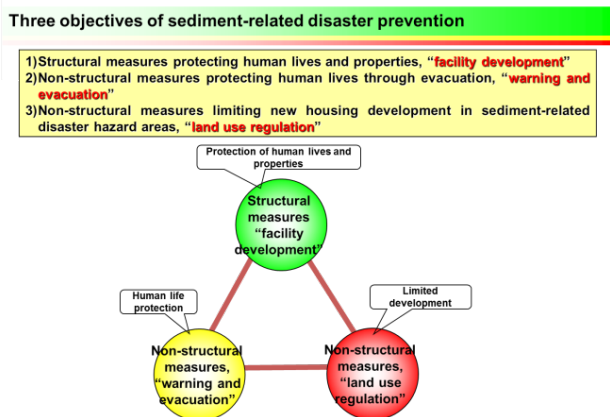 Three objectives of sediment-related disaster prevention
1)Structural measures protecting human lives and properties, “facility development”
2)Non-structural measures protecting human lives through evacuation, “warning and
evacuation”
3)Non-structural measures limiting new housing development in sediment-related
disaster hazard areas, “land use regulation”
Protection of human lives and
properties
Structural
measures
“facility
development”
Human life
protection
Limited
development
Non-structural
measures,
“warning and
evacuation”
Non-structural
measures,
“land use
regulation”